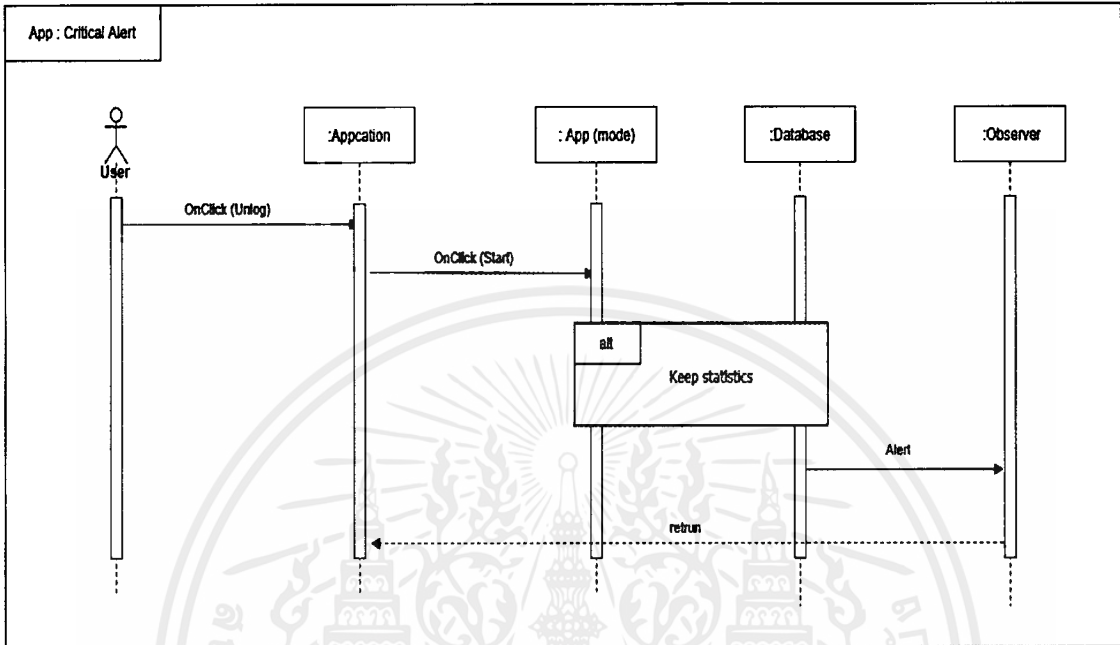 App : Critical Alert
User
:Appcation
: App (mode)
:Database
:Observer
OnClick (Unlog)
OnClick (Start)
alt
Keep statistics
Alert
retrun